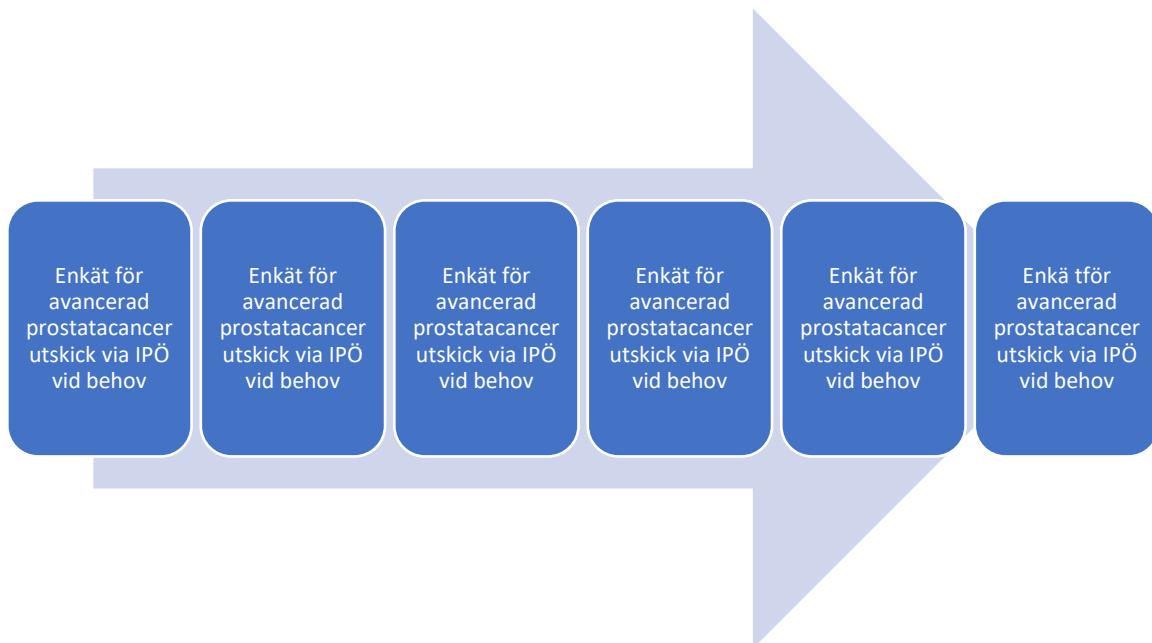 Enkät för
avancerad
prostatacancer
utskick via IPÖ
vid behov
Enkät för
avancerad
prostatacancer
utskick via IPÖ
vid behov
Enkät för
avancerad
prostatacancer
utskick via IPÖ
vid behov
Enkät för
avancerad
prostatacancer
utskick via IPÖ
vid behov
Enkät för
avancerad
prostatacancer
utskick via IPÖ
vid behov
Enkä tför
avancerad
prostatacancer
utskick via IPÖ
vid behov